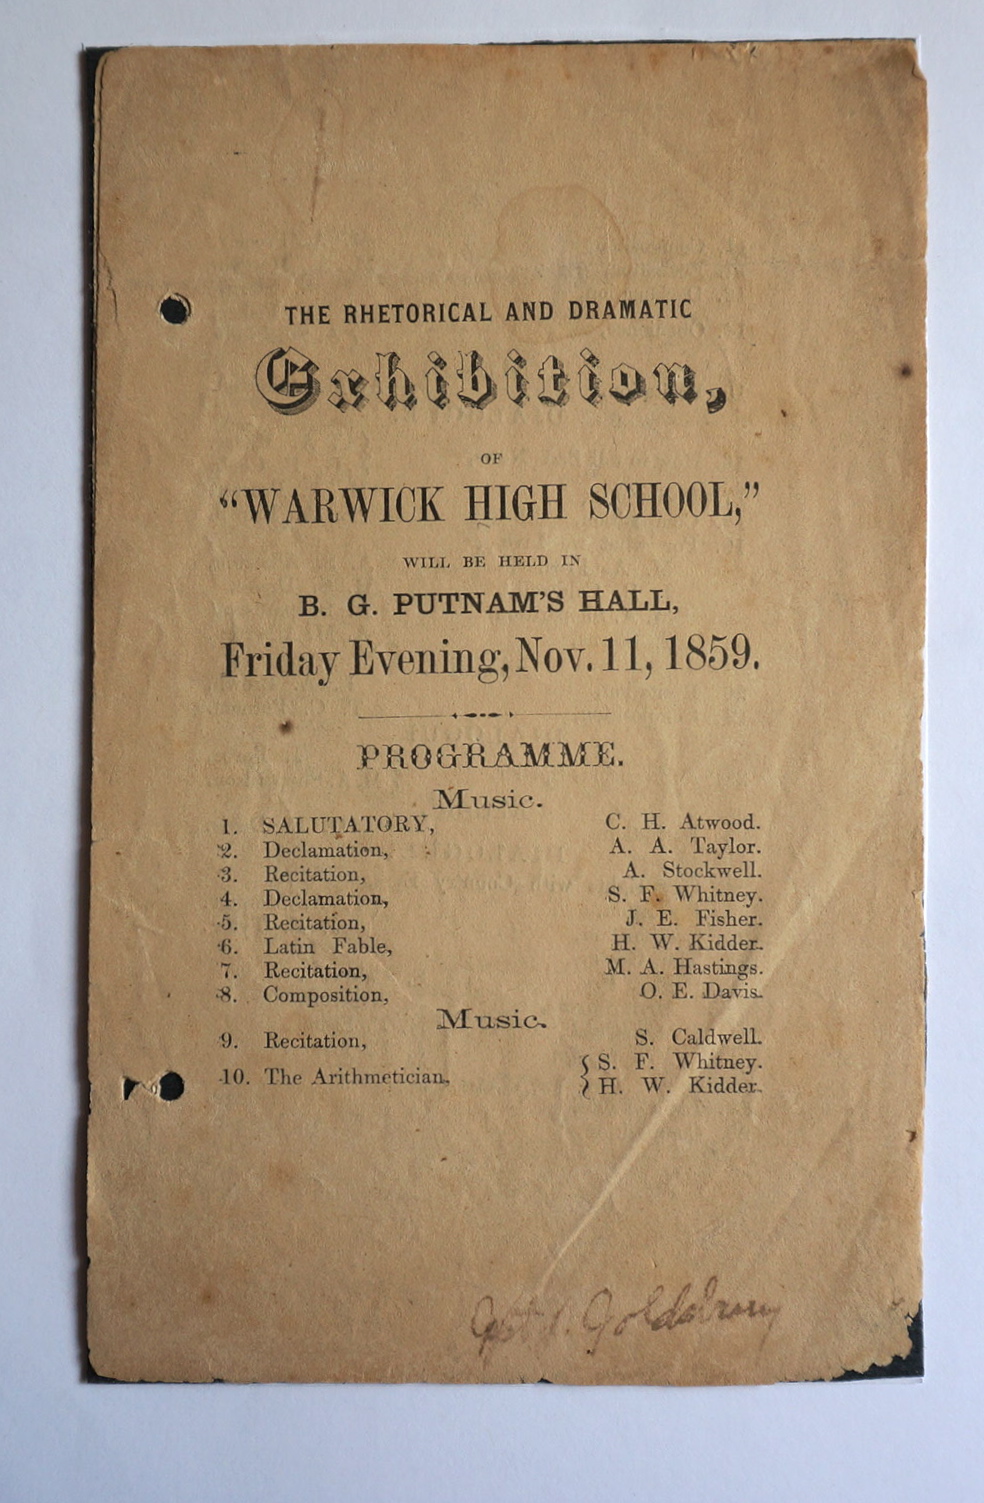 THE RHETORICAL AND DRAMATIC
Exhibition,
OF
"WARWICK HIGH SCHOOL,"
WILL BE HELD IN
B. G. PUTNAM'S HALL,
Friday Evening, Nov. 11, 1859.
PROGRAMME.
Music.
1. SALUTATORY, C. H. Atwood.
2. Declamation, A. A. Taylor.
3. Recitation, A. Stockwell.
4. Declamation, S. F. Whitney.
5. Recitation, J. E. Fisher.
6. Latin Fable, H. W. Kidder.
7. Recitation, M. A. Hastings.
8. Composition, O. E. Davis.
Music.
9. Recitation, S. Caldwell.
10. The Arithmetician, { S. F. Whitney.
H. W. Kidder.